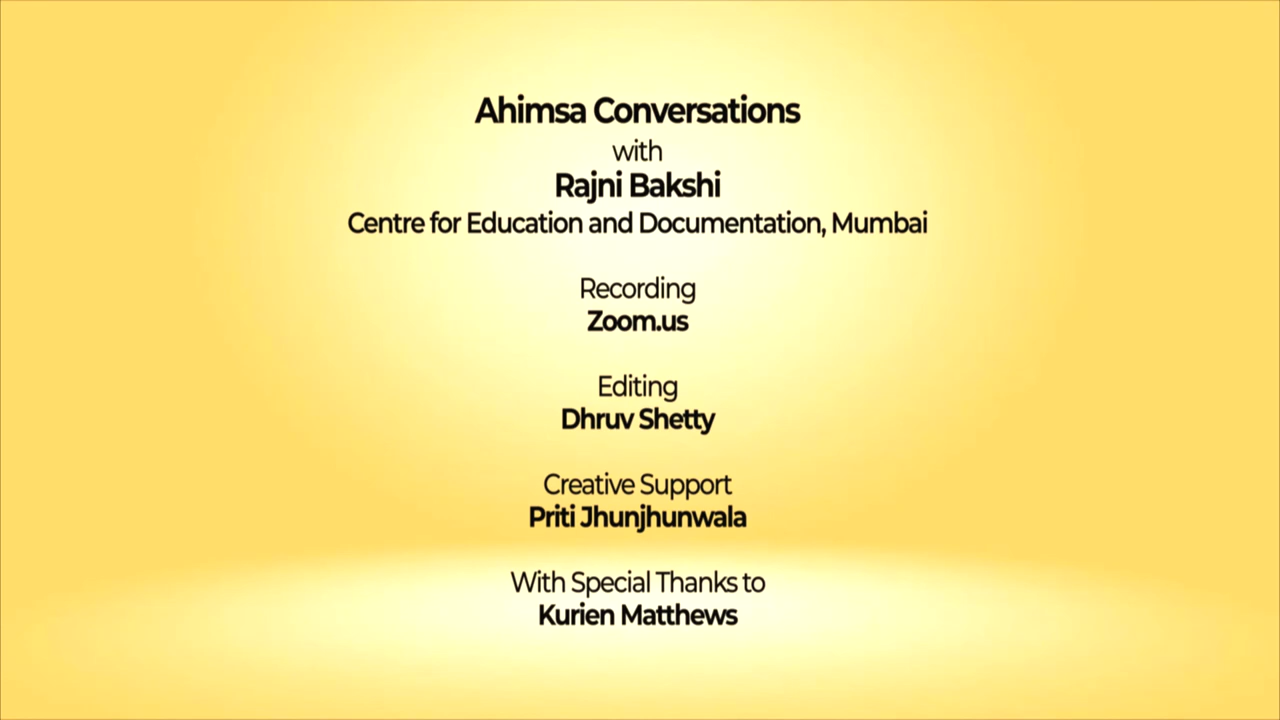 Ahimsa Conversations
with
Rajni Bakshi
Centre for Education and Documentation, Mumbai
Recording
Zoom.us
Editing
Dhruv Shetty
Creative Support
Priti Jhunjhunwala
With Special Thanks to
Kurien Matthews